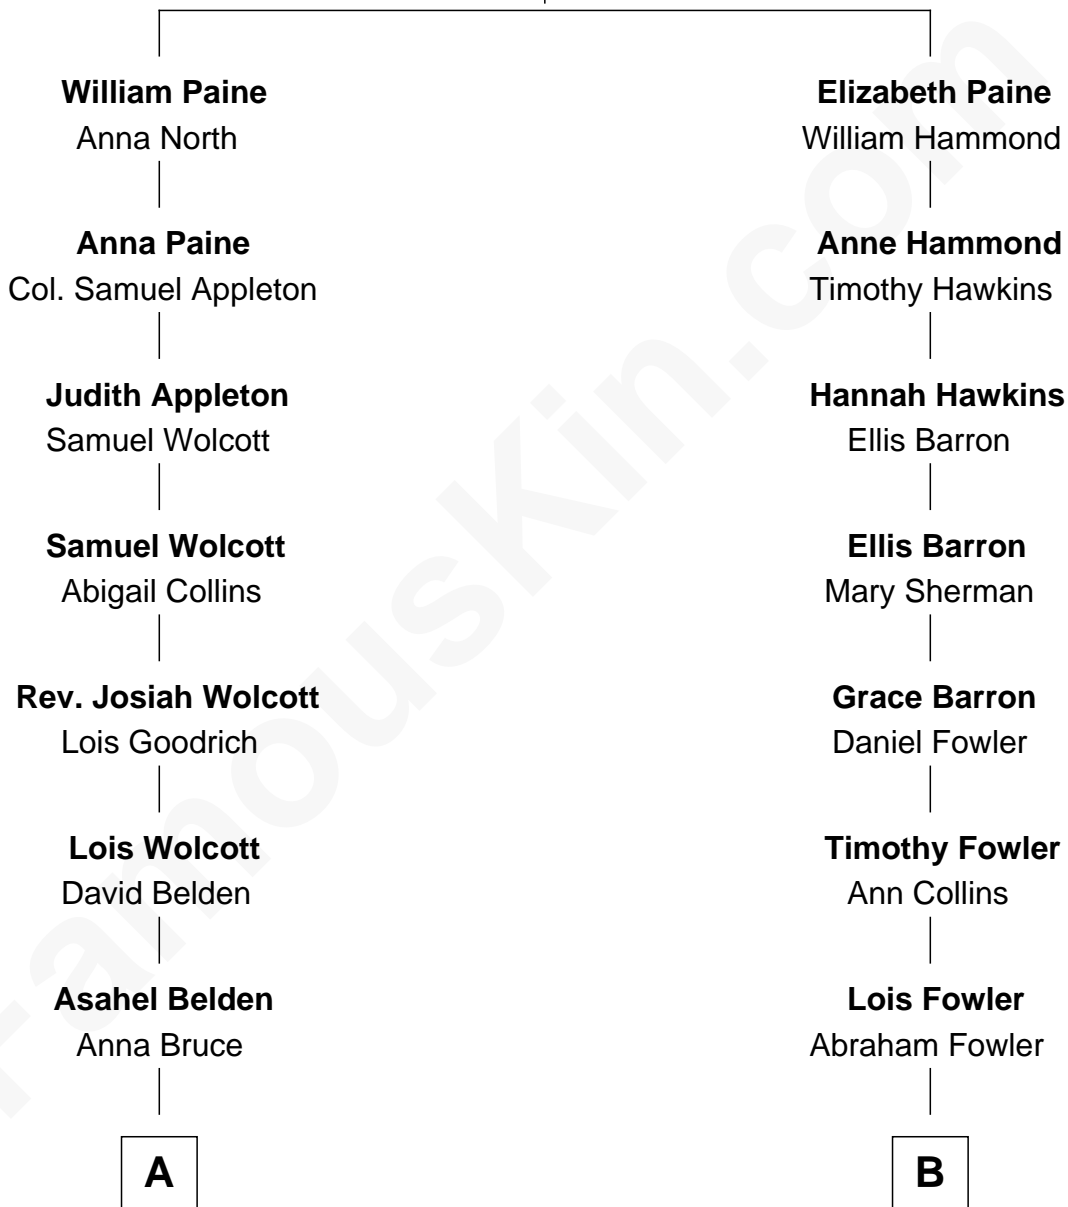 William Paine
Anna North
Elizabeth Paine
William Hammond
Anna Paine
Col. Samuel Appleton
Anne Hammond
Timothy Hawkins
Judith Appleton
Samuel Wolcott
Hannah Hawkins
Ellis Barron
Samuel Wolcott
Abigail Collins
Ellis Barron
Mary Sherman
Rev. Josiah Wolcott
Lois Goodrich
Grace Barron
Daniel Fowler
Lois Wolcott
David Belden
Timothy Fowler
Ann Collins
Asahel Belden
Anna Bruce
Lois Fowler
Abraham Fowler
A
B
FamousKin.com